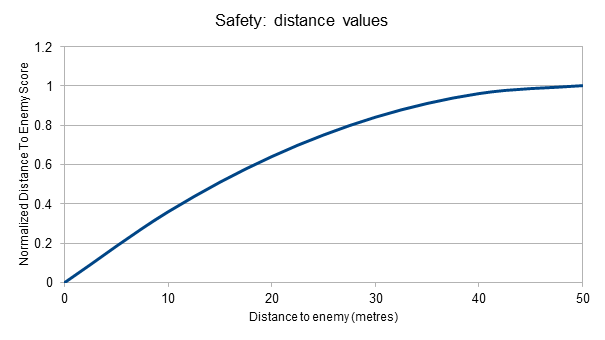 Safety: distance values
Normalized Distance To Enemy Score
1.2
1
0.8
0.6
0.4
0.2
0
0 10 20 30 40 50
Distance to enemy (metres)